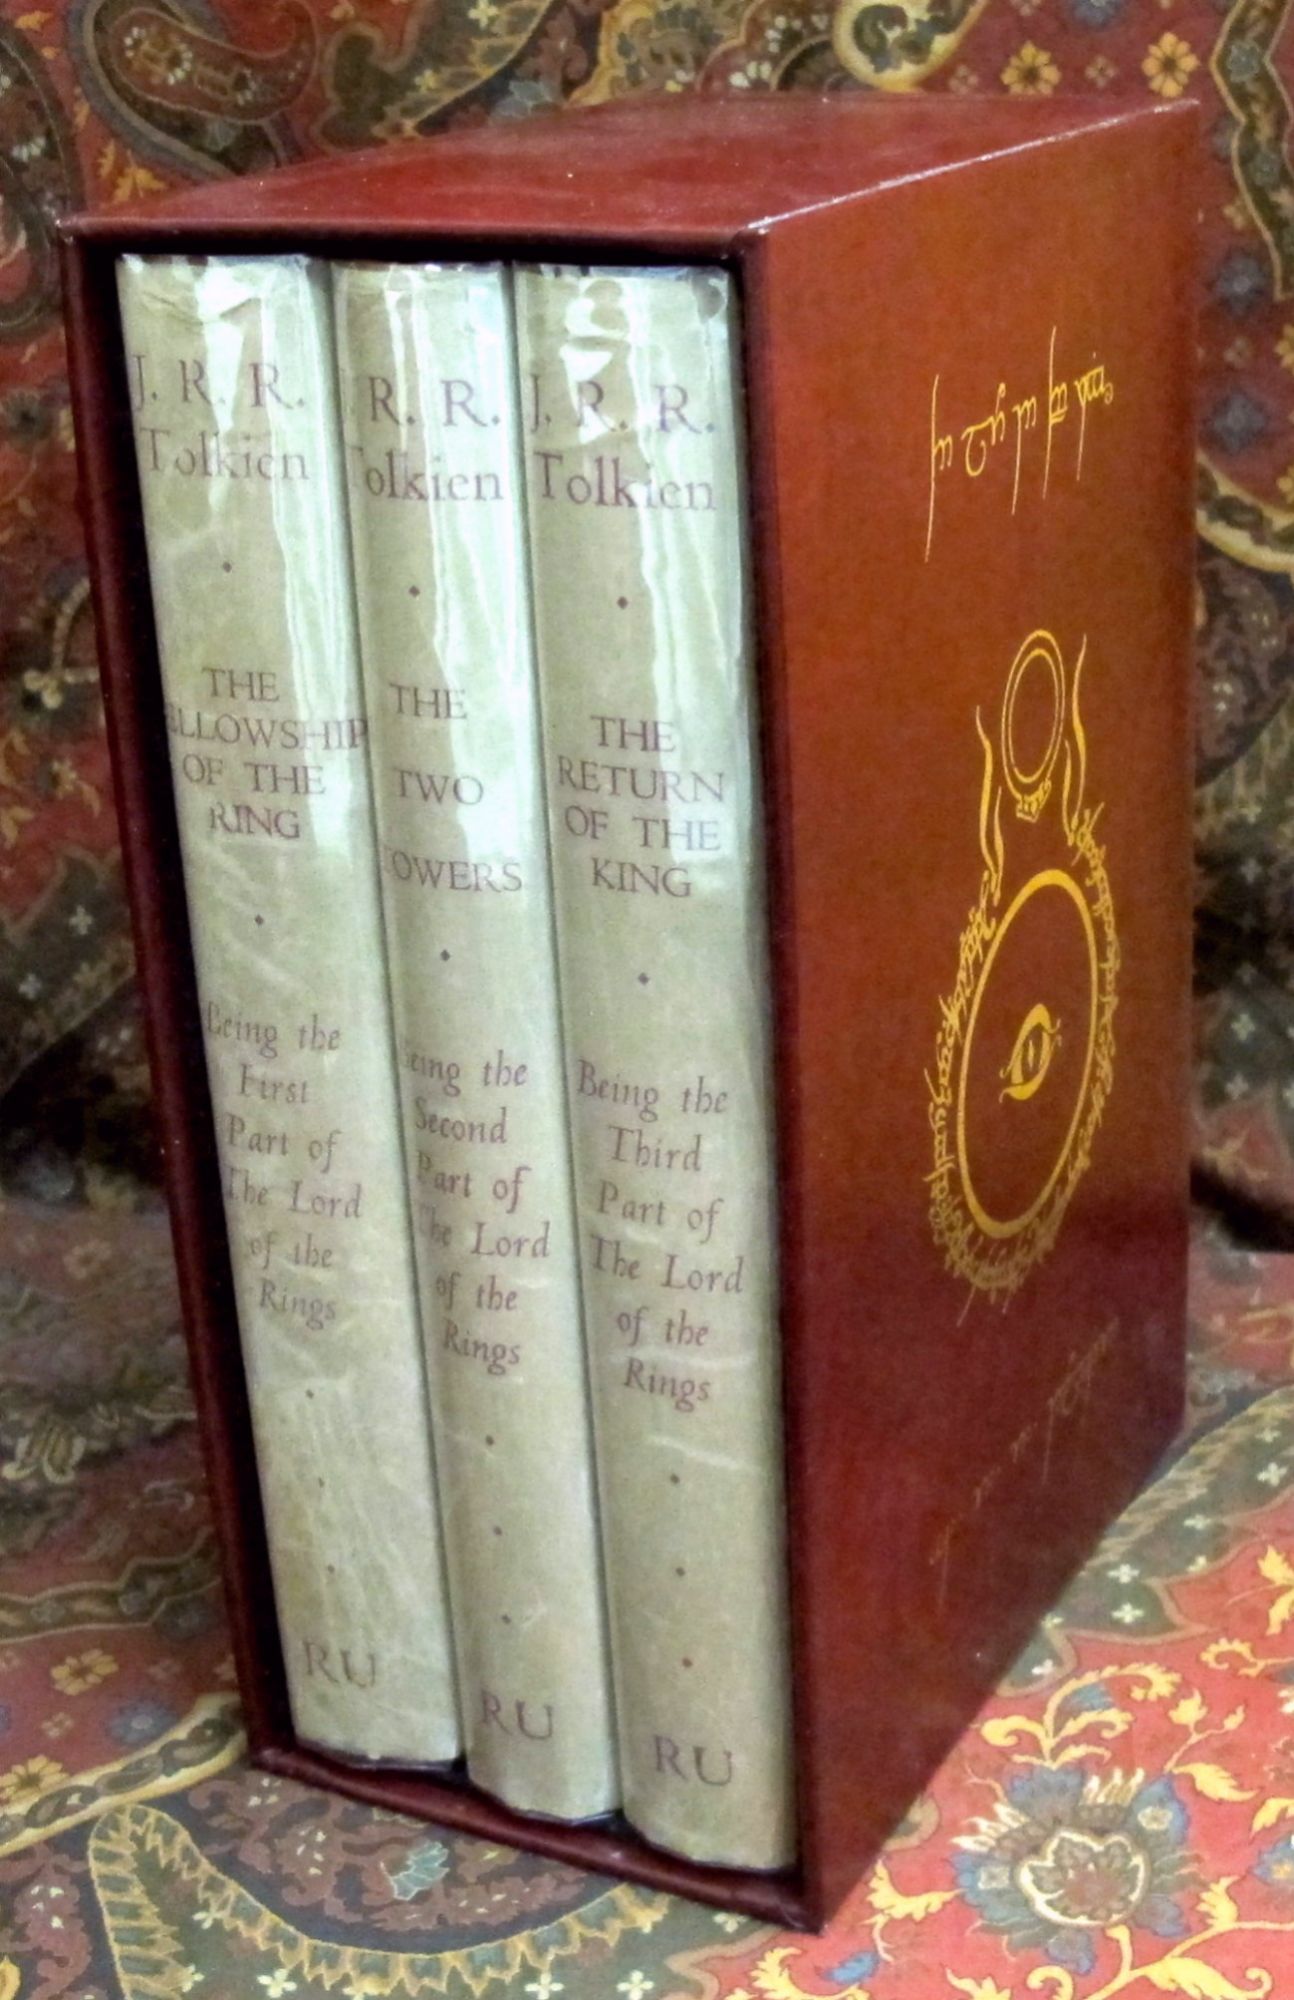 J. R. R.
Tolkien
THE
FELLOWSHIP
OF THE
RING
Being the
First
Part of
The Lord
of the
Rings
RU
J. R. R.
Tolkien
THE
TWO
TOWERS
Being the
Second
Part of
The Lord
of the
Rings
RU
J. R. R.
Tolkien
THE
RETURN
OF THE
KING
Being the
Third
Part of
The Lord
of the
Rings
RU